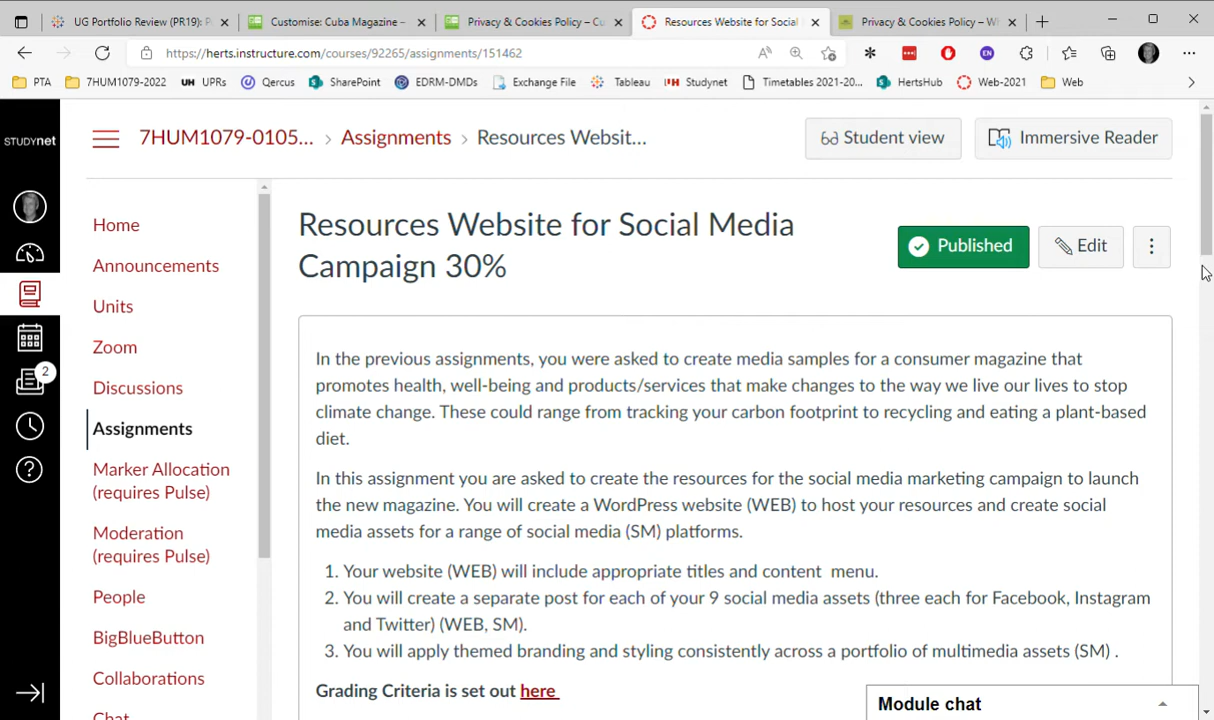 UG Portfolio Review (PR19): P
Customise: Cuba Magazine –
Privacy & Cookies Policy – Cu
Resources Website for Social
Privacy & Cookies Policy – W
https://herts.instructure.com/courses/92265/assignments/151462
PTA
7HUM1079-2022
UH UPRs
Qercus
SharePoint
EDRM-DMDs
Exchange File
Tableau
UH Studynet
Timetables 2021-20...
HertsHub
Web-2021
Web
STUDYNET
7HUM1079-0105... › Assignments › Resources Websit...
Student view
Immersive Reader
2
Home
Announcements
Units
Zoom
Discussions
Assignments
Marker Allocation
(requires Pulse)
Moderation
(requires Pulse)
People
BigBlueButton
Collaborations
Chat
Resources Website for Social Media
Campaign 30%
Published
Edit
In the previous assignments, you were asked to create media samples for a consumer magazine that
promotes health, well-being and products/services that make changes to the way we live our lives to stop
climate change. These could range from tracking your carbon footprint to recycling and eating a plant-based
diet.
In this assignment you are asked to create the resources for the social media marketing campaign to launch
the new magazine. You will create a WordPress website (WEB) to host your resources and create social
media assets for a range of social media (SM) platforms.
1. Your website (WEB) will include appropriate titles and content menu.
2. You will create a separate post for each of your 9 social media assets (three each for Facebook, Instagram
and Twitter) (WEB, SM).
3. You will apply themed branding and styling consistently across a portfolio of multimedia assets (SM) .
Grading Criteria is set out here
Module chat